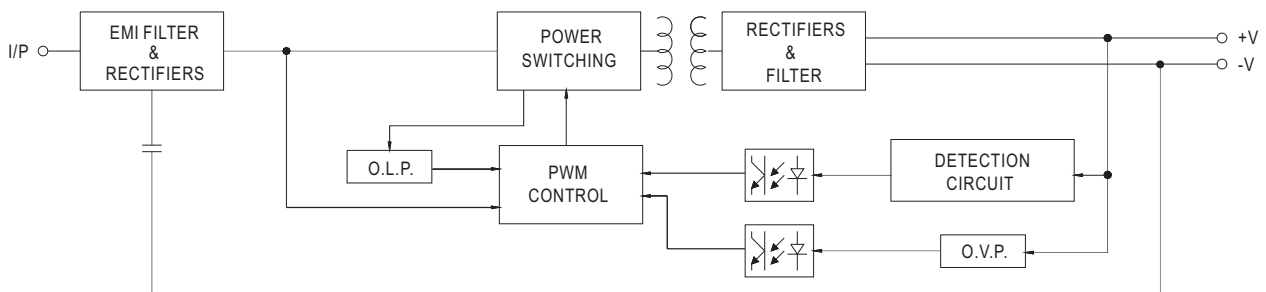 I/P
EMI FILTER
&
RECTIFIERS
POWER
SWITCHING
RECTIFIERS
&
FILTER
+V
-V
O.L.P.
PWM
CONTROL
DETECTION
CIRCUIT
O.V.P.